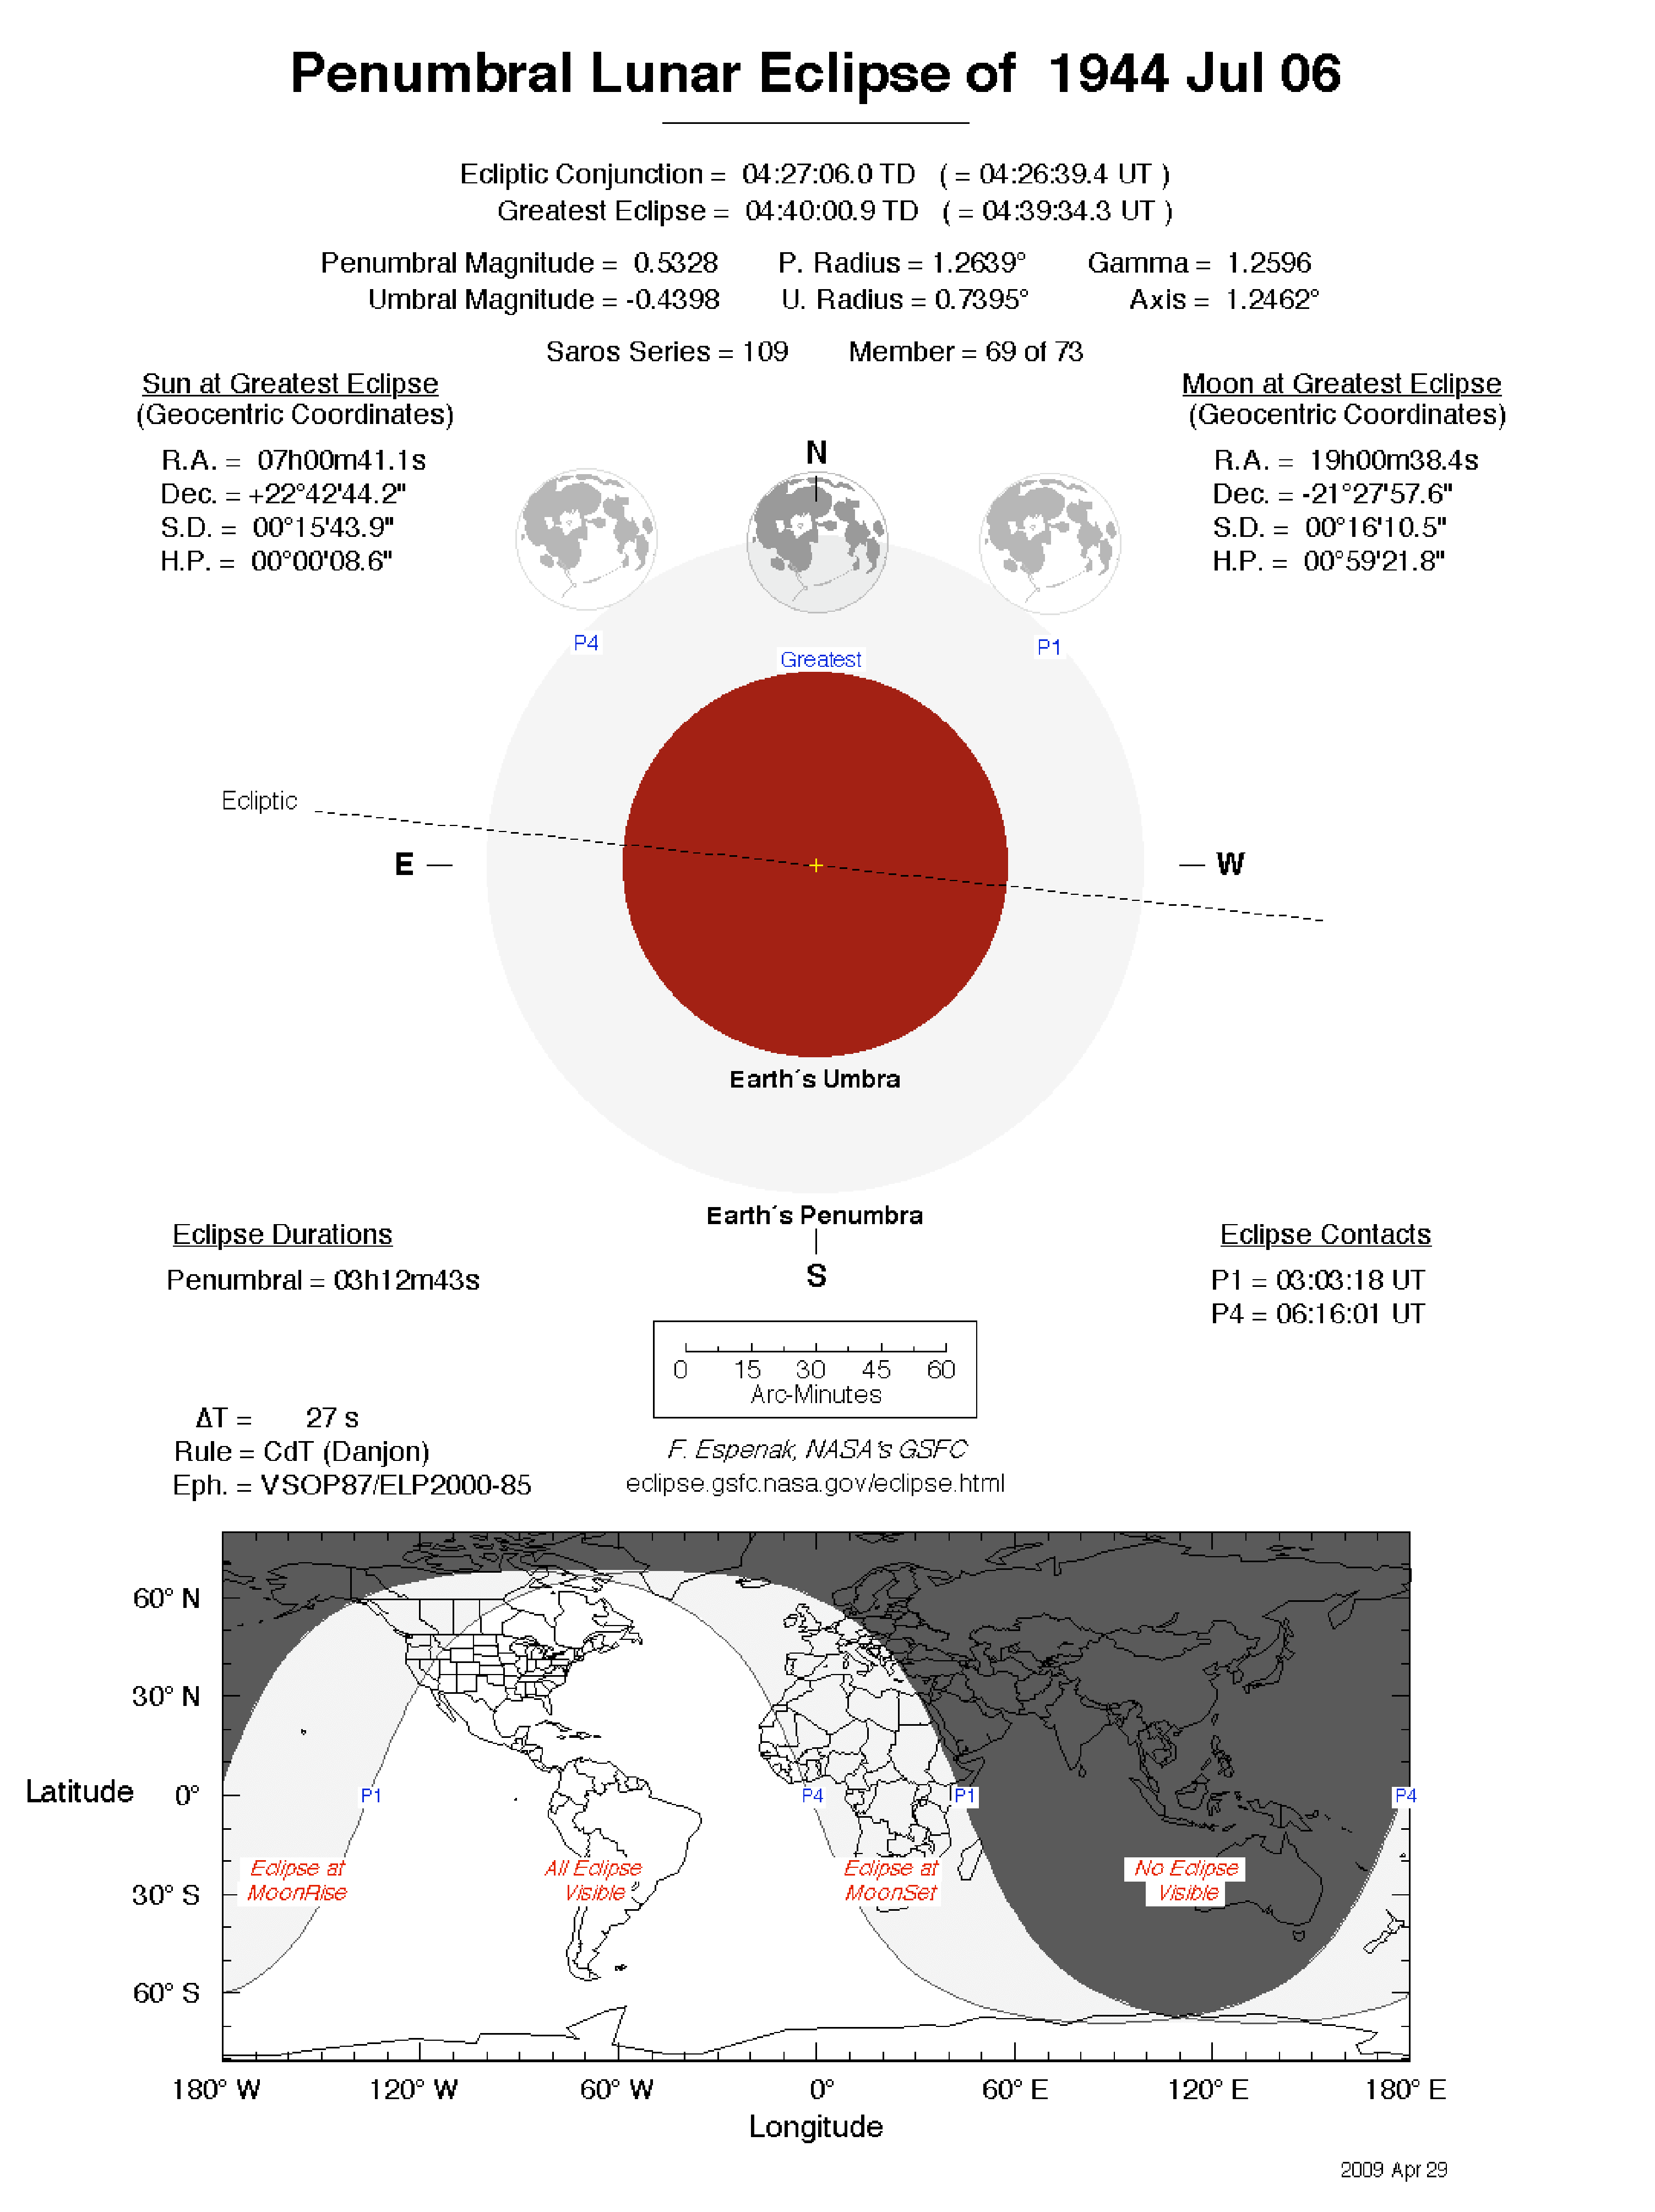 Penumbral Lunar Eclipse of 1944 Jul 06
Ecliptic Conjunction = 04:27:06.0 TD ( = 04:26:39.4 UT )
Greatest Eclipse = 04:40:00.9 TD ( = 04:39:34.3 UT )
Penumbral Magnitude = 0.5328 P. Radius = 1.2639° Gamma = 1.2596
Umbral Magnitude = -0.4398 U. Radius = 0.7395° Axis = 1.2462°
Saros Series = 109 Member = 69 of 73
Sun at Greatest Eclipse
(Geocentric Coordinates)
R.A. = 07h00m41.1s
Dec. = +22°42'44.2"
S.D. = 00°15'43.9"
H.P. = 00°00'08.6"
Moon at Greatest Eclipse
(Geocentric Coordinates)
R.A. = 19h00m38.4s
Dec. = -21°27'57.6"
S.D. = 00°16'10.5"
H.P. = 00°59'21.8"
N
P4
Greatest
P1
Ecliptic
E
W
Earth´s Umbra
Earth´s Penumbra
S
Eclipse Durations
Penumbral = 03h12m43s
Eclipse Contacts
P1 = 03:03:18 UT
P4 = 06:16:01 UT
0 15 30 45 60
Arc-Minutes
ΔT = 27 s
Rule = CdT (Danjon)
Eph. = VSOP87/ELP2000-85
F. Espenak, NASA's GSFC
eclipse.gsfc.nasa.gov/eclipse.html
60° N
30° N
Latitude 0°
30° S
60° S
P1 P4 P1 P4
Eclipse at MoonRise
All Eclipse Visible
Eclipse at MoonSet
No Eclipse Visible
180° W 120° W 60° W 0° 60° E 120° E 180° E
Longitude
2009 Apr 29